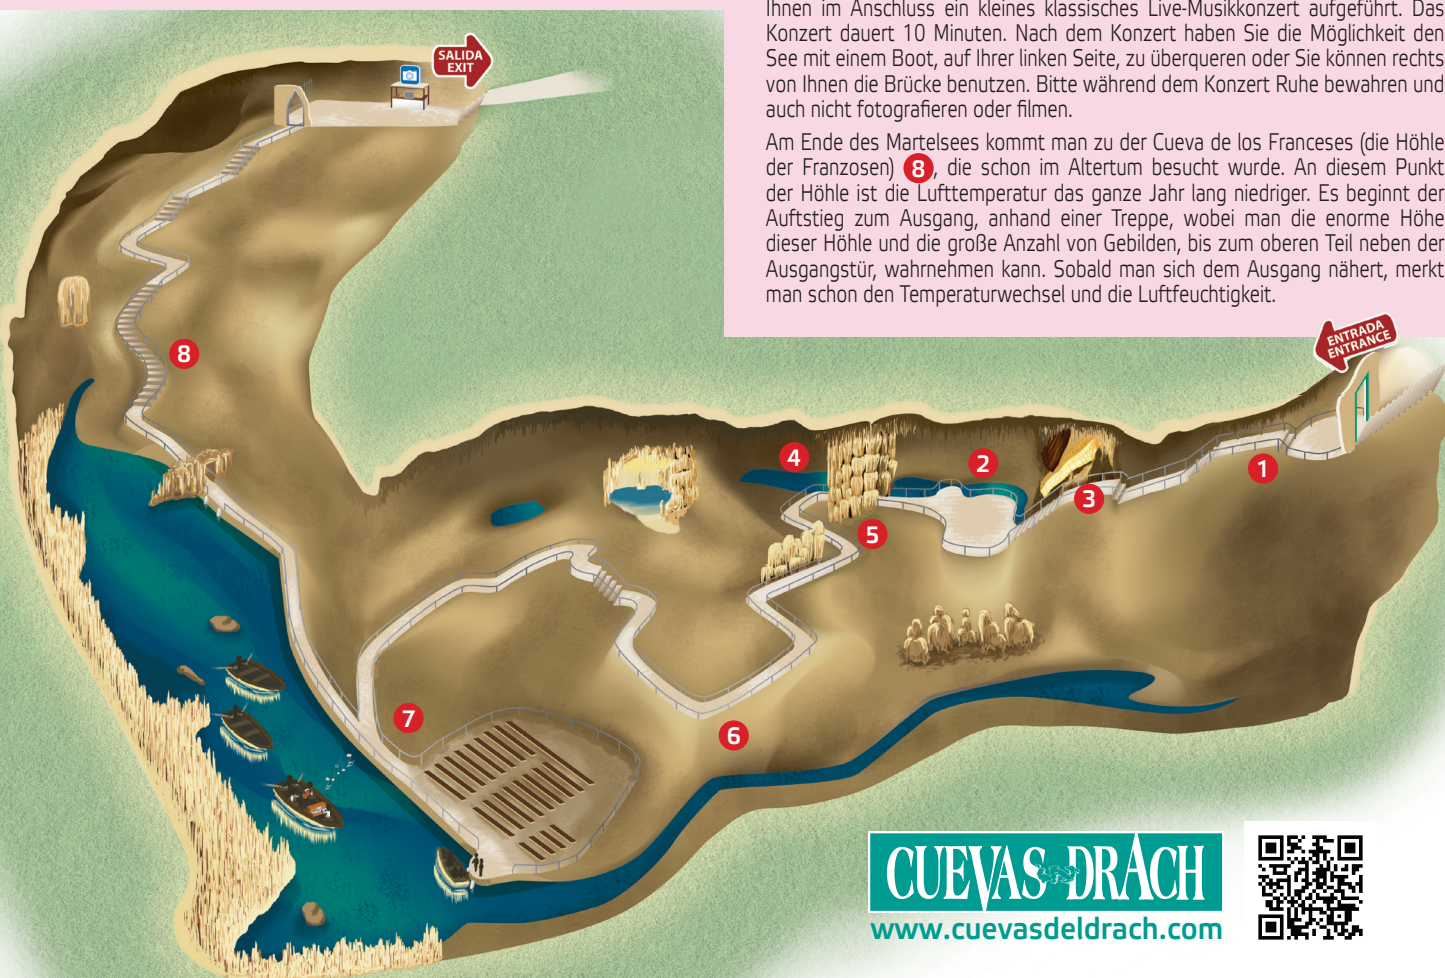 Ihnen im Anschluss ein kleines klassisches Live-Musikkonzert aufgeführt. Das
Konzert dauert 10 Minuten. Nach dem Konzert haben Sie die Möglichkeit den
See mit einem Boot, auf Ihrer linken Seite, zu überqueren oder Sie können rechts
von Ihnen die Brücke benutzen. Bitte während dem Konzert Ruhe bewahren und
auch nicht fotografieren oder filmen.
Am Ende des Martelsees kommt man zu der Cueva de los Franceses (die Höhle
der Franzosen) 8, die schon im Altertum besucht wurde. An diesem Punkt
der Höhle ist die Lufttemperatur das ganze Jahr lang niedriger. Es beginnt der
Auftstieg zum Ausgang, anhand einer Treppe, wobei man die enorme Höhe
dieser Höhle und die große Anzahl von Gebilden, bis zum oberen Teil neben der
Ausgangstür, wahrnehmen kann. Sobald man sich dem Ausgang nähert, merkt
man schon den Temperaturwechsel und die Luftfeuchtigkeit.
SALIDA
EXIT
ENTRADA
ENTRANCE
8
4
2
1
3
5
7
6
CUEVAS DRACH
www.cuevasdeldrach.com